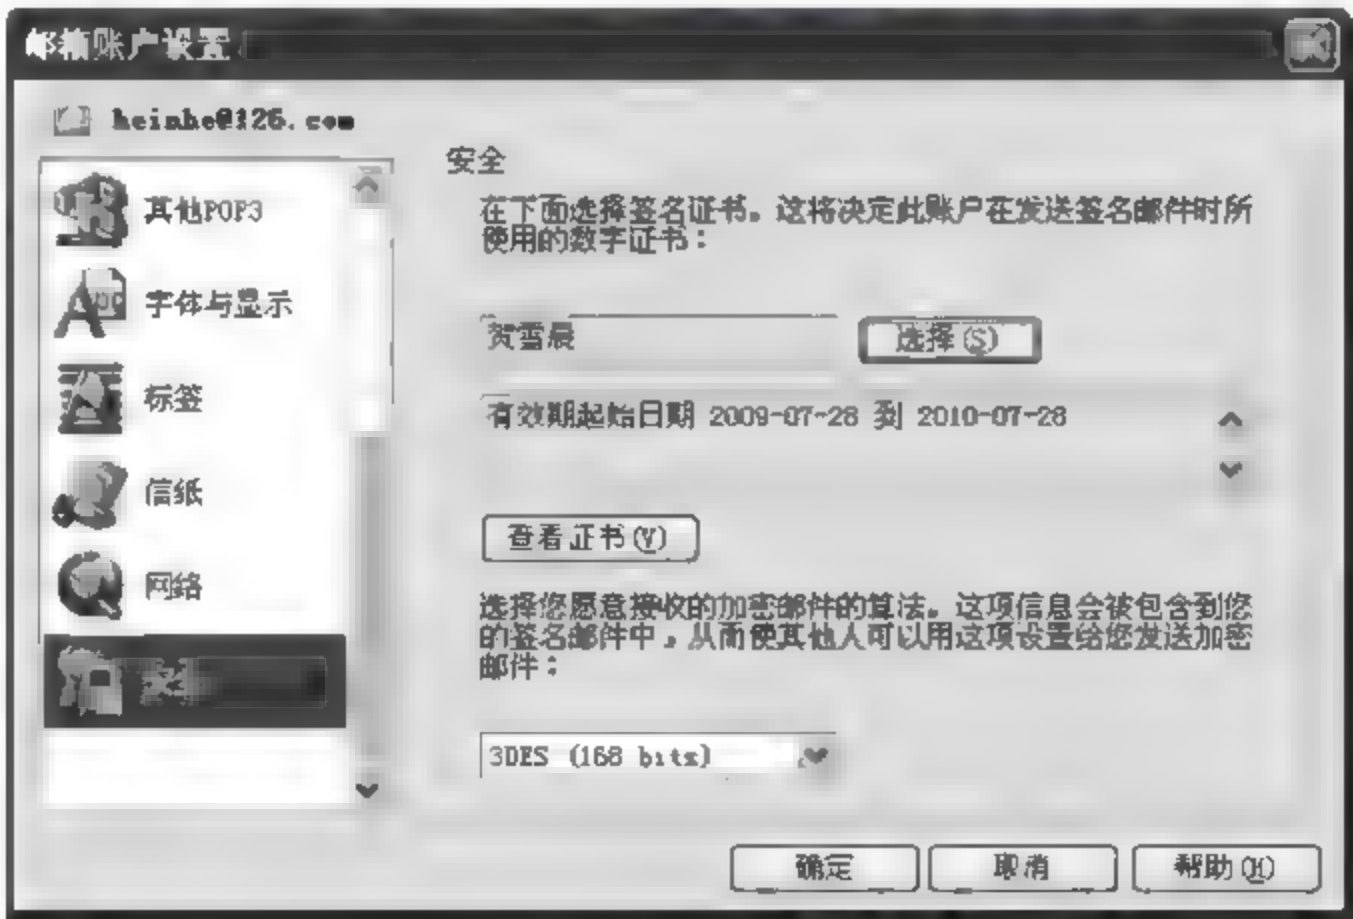 邮箱账户设置
heinhe@126.com
其他POP3
字体与显示
标签
信纸
网络
安全
安全
在下面选择签名证书。这将决定此账户在发送签名邮件时所
使用的数字证书：
贺雪晨
选择(S)
有效期起始日期 2009-07-28 到 2010-07-28
查看证书(V)
选择您愿意接收的加密邮件的算法。这项信息会被包含到您
的签名邮件中，从而使其他人可以用这项设置给您发送加密
邮件：
3DES (168 bits)
确定
取消
帮助(H)